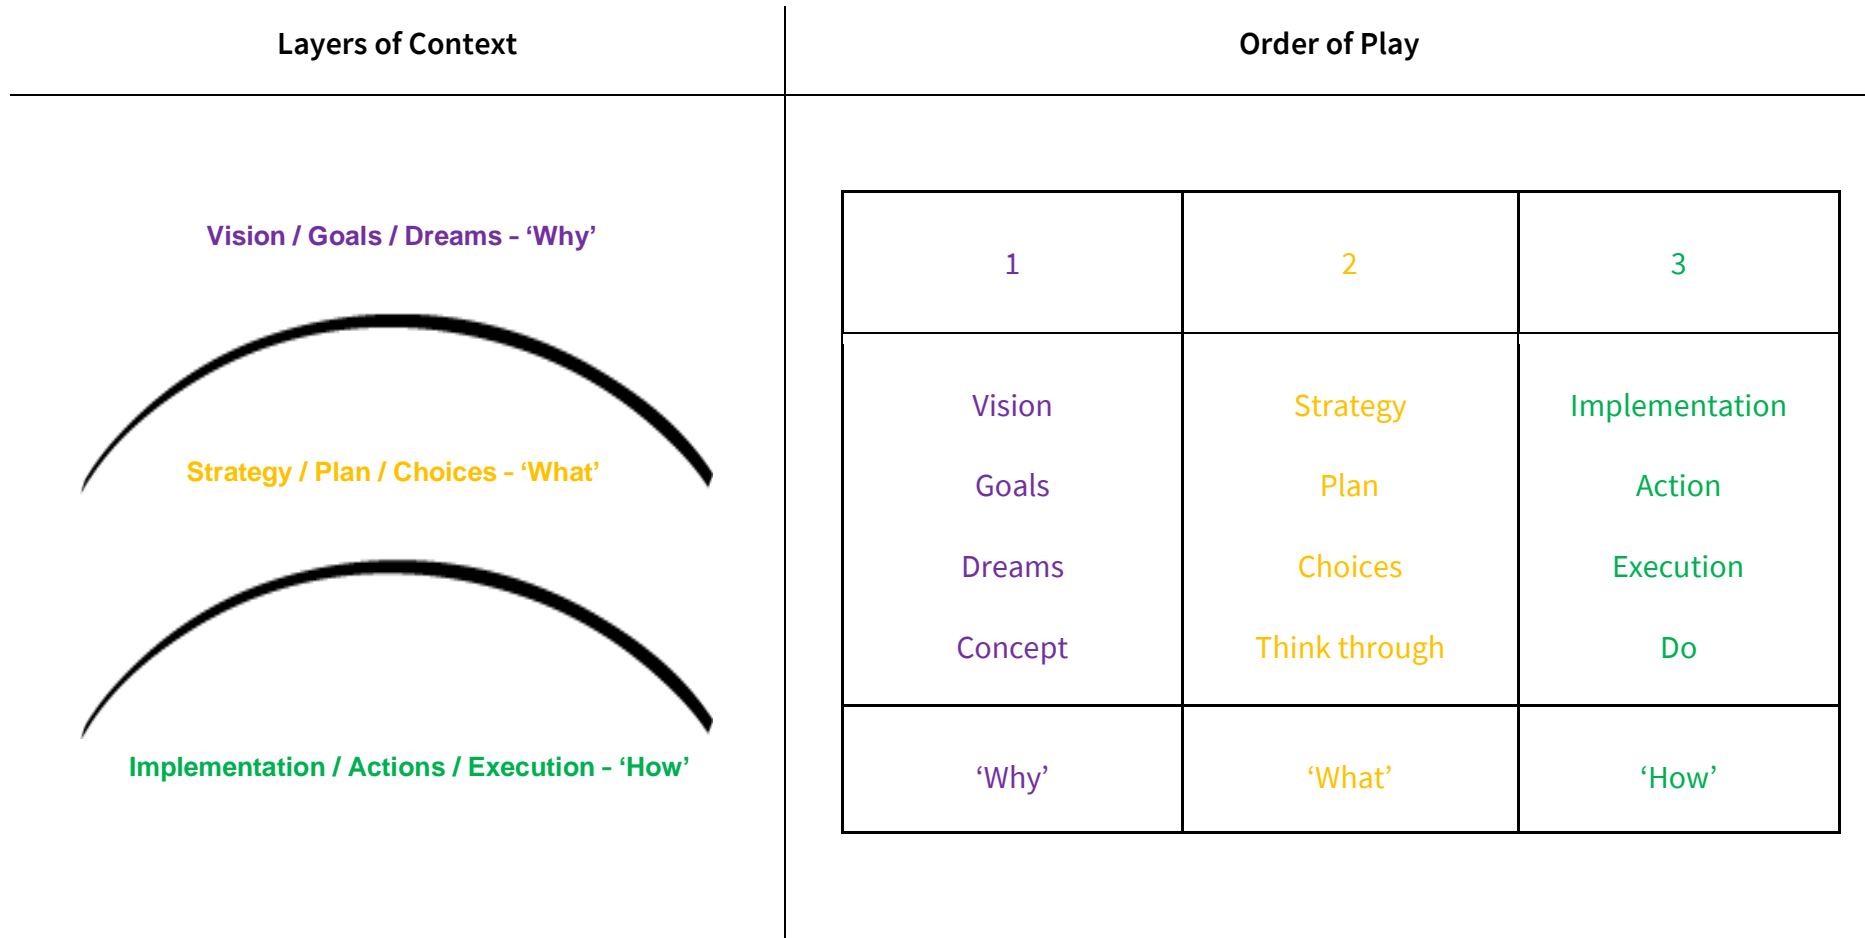 Layers of Context
Order of Play
Vision / Goals / Dreams - ‘Why’
Strategy / Plan / Choices - ‘What’
Implementation / Actions / Execution - ‘How’
1 2 3
Vision Strategy Implementation
Goals Plan Action
Dreams Choices Execution
Concept Think through Do
‘Why’ ‘What’ ‘How’